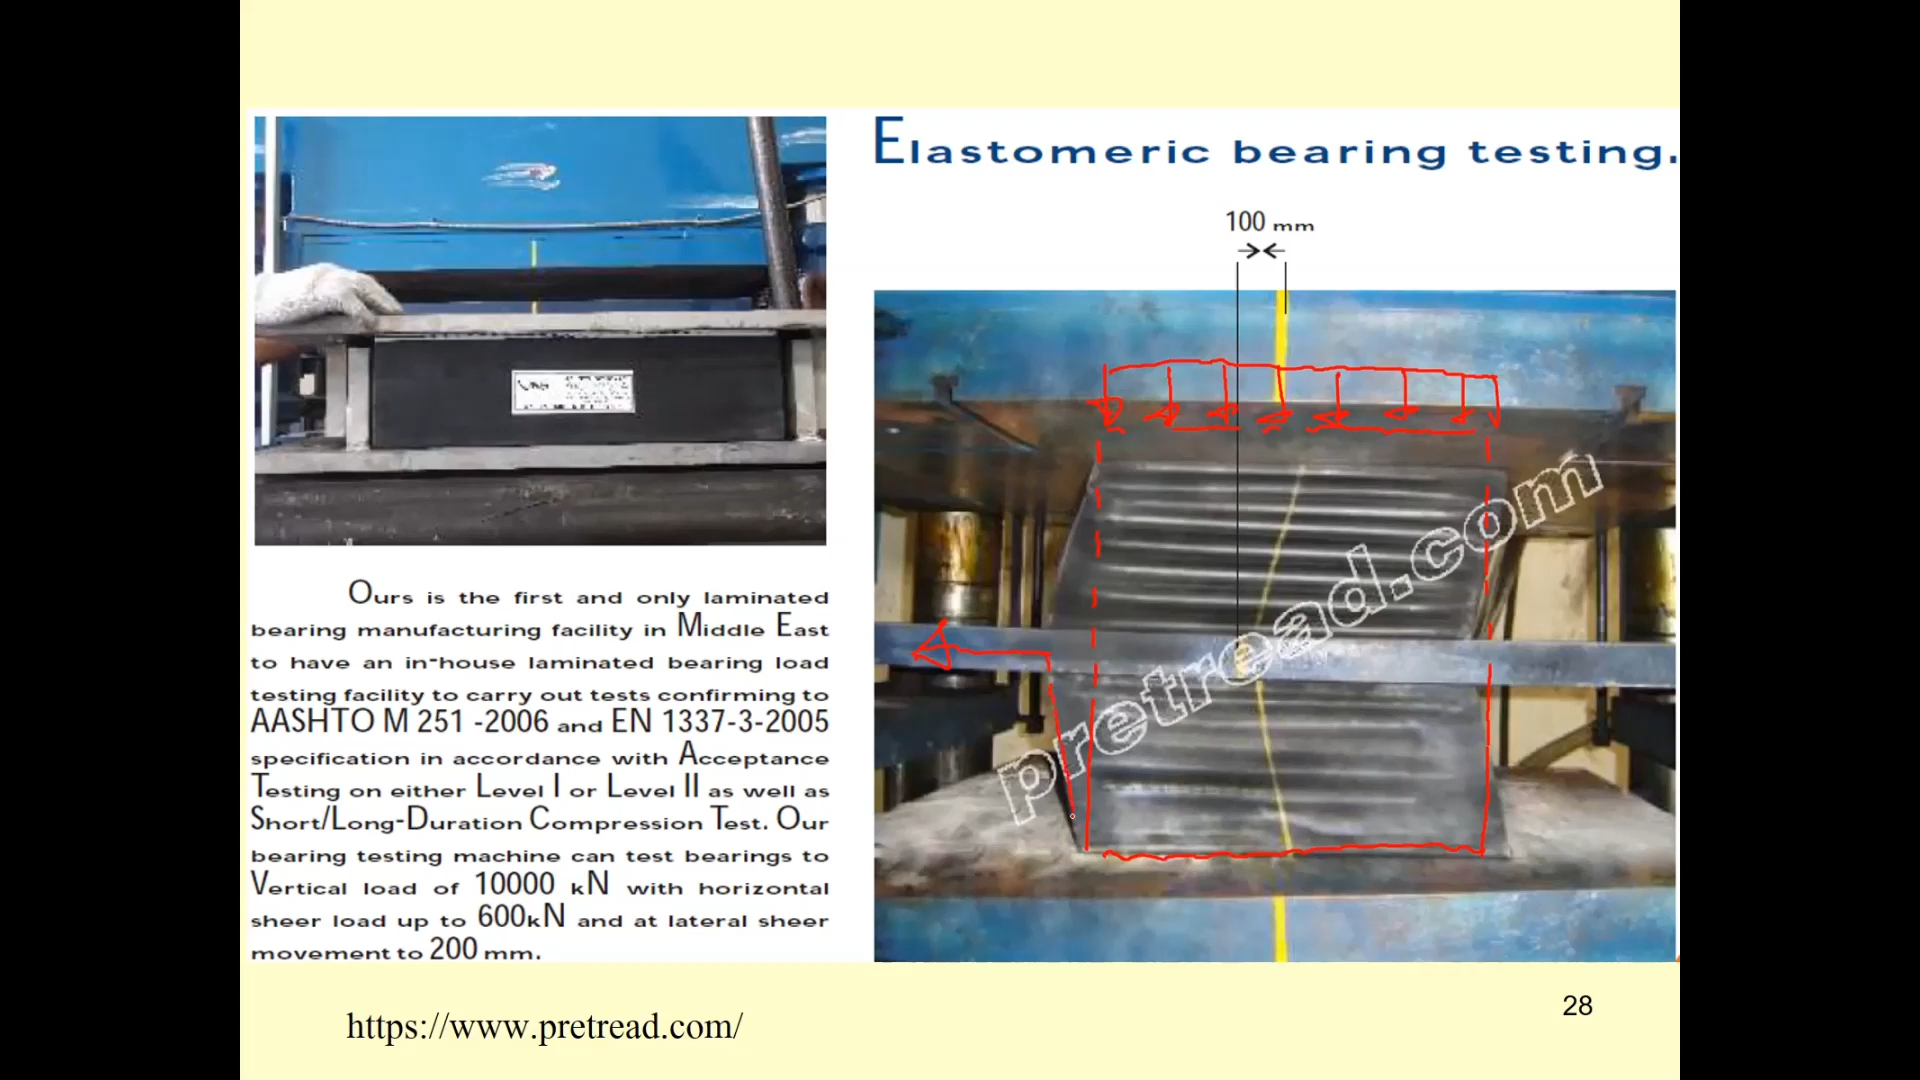 Elastomeric bearing testing.
100 mm
Ours is the first and only laminated
bearing manufacturing facility in Middle East
to have an in-house laminated bearing load
testing facility to carry out tests confirming to
AASHTO M 251 -2006 and EN 1337-3-2005
specification in accordance with Acceptance
Testing on either Level I or Level II as well as
Short/Long-Duration Compression Test. Our
bearing testing machine can test bearings to
Vertical load of 10000 kN with horizontal
sheer load up to 600kN and at lateral sheer
movement to 200 mm.
pretread.com
https://www.pretread.com/
28